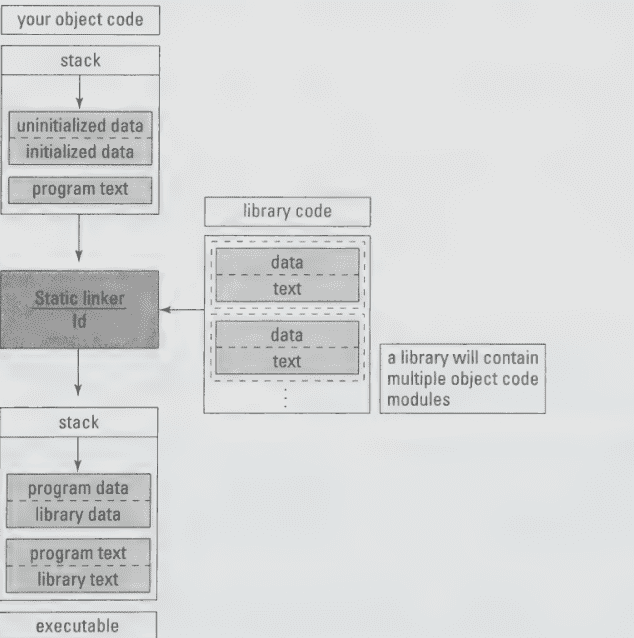 your object code
stack
uninitialized data
initialized data
program text
library code
data
text
data
text
a library will contain
multiple object code
modules
Static linker
ld
stack
program data
library data
program text
library text
executable